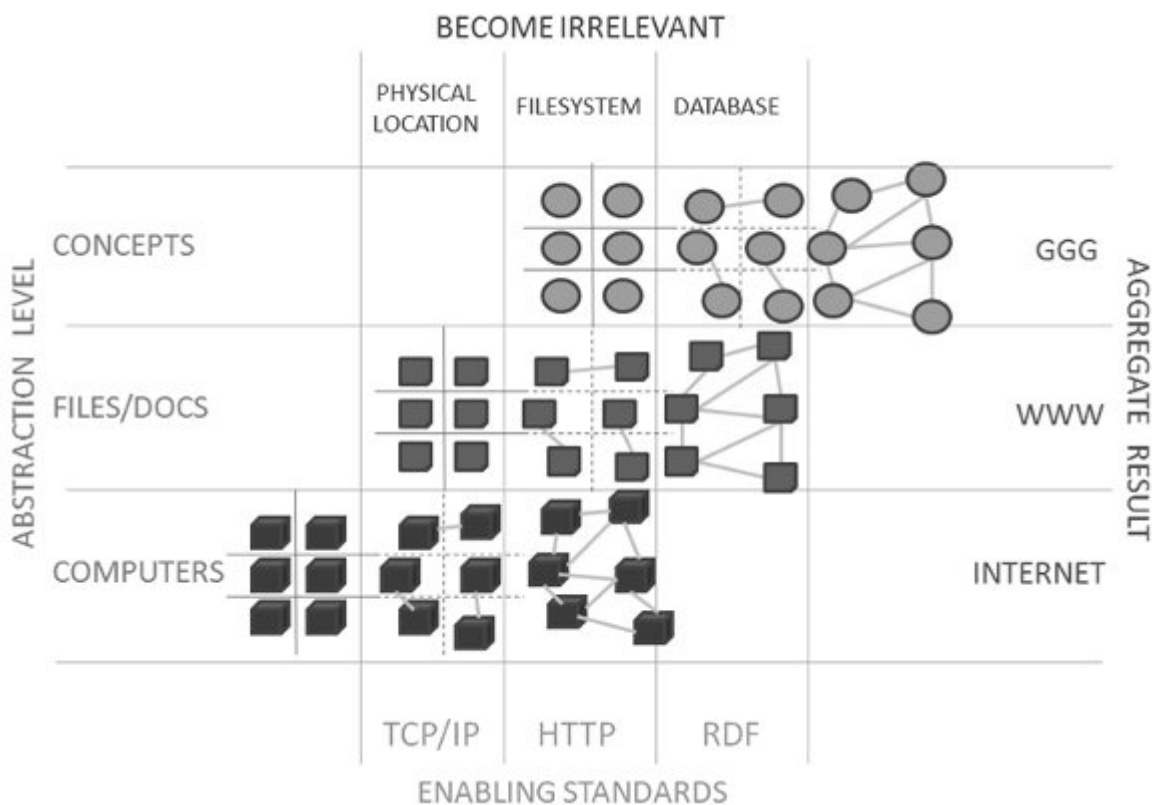 BECOME IRRELEVANT
PHYSICAL
LOCATION
FILESYSTEM
DATABASE
CONCEPTS
GGG
ABSTRACTION LEVEL
AGGREGATE RESULT
FILES/DOCS
WWW
COMPUTERS
INTERNET
TCP/IP
HTTP
RDF
ENABLING STANDARDS